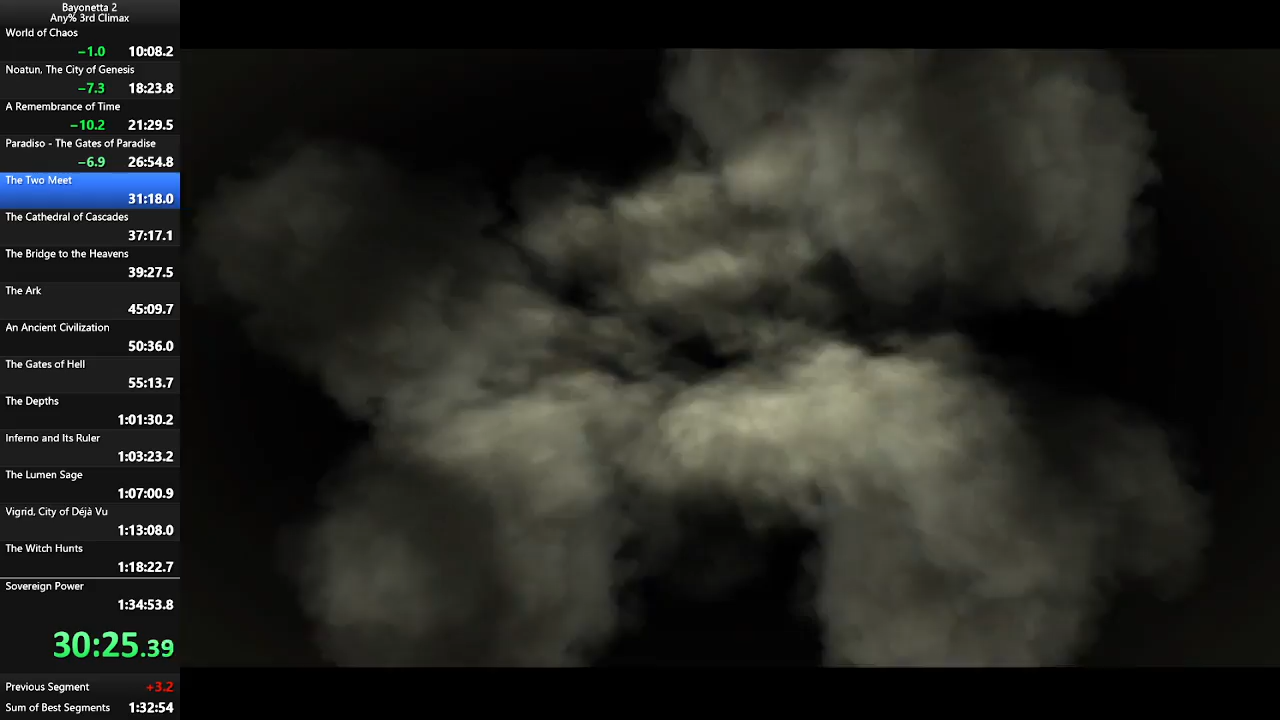 Bayonetta 2
Any% 3rd Climax
World of Chaos
−1.0 10:08.2
Noatun, The City of Genesis
−7.3 18:23.8
A Remembrance of Time
−10.2 21:29.5
Paradiso - The Gates of Paradise
−6.9 26:54.8
The Two Meet
31:18.0
The Cathedral of Cascades
37:17.1
The Bridge to the Heavens
39:27.5
The Ark
45:09.7
An Ancient Civilization
50:36.0
The Gates of Hell
55:13.7
The Depths
1:01:30.2
Inferno and Its Ruler
1:03:23.2
The Lumen Sage
1:07:00.9
Vigrid, City of Déjà Vu
1:13:08.0
The Witch Hunts
1:18:22.7
Sovereign Power
1:34:53.8
30:25.39
Previous Segment +3.2
Sum of Best Segments 1:32:54